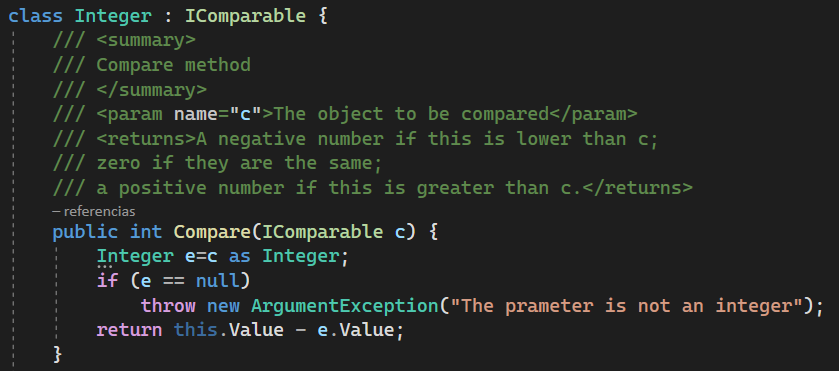 class Integer : IComparable {
/// <summary>
/// Compare method
/// </summary>
/// <param name="c">The object to be compared</param>
/// <returns>A negative number if this is lower than c;
/// zero if they are the same;
/// a positive number if this is greater than c.</returns>
– referencias
public int Compare(IComparable c) {
Integer e=c as Integer;
if (e == null)
throw new ArgumentException("The prameter is not an integer");
return this.Value - e.Value;
}